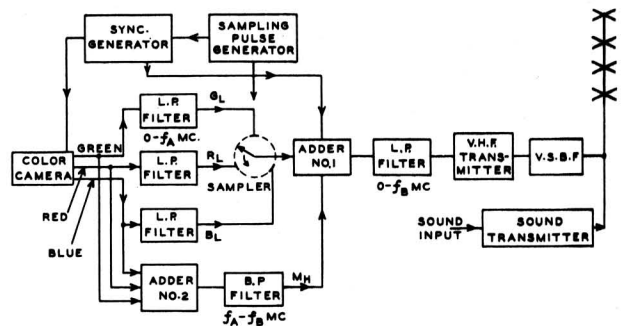 SYNC.
GENERATOR
SAMPLING
PULSE
GENERATOR
L.P.
FILTER
G_L
0-f_A MC.
GREEN
COLOR
CAMERA
L.P.
FILTER
R_L
SAMPLER
ADDER
NO.1
L.P.
FILTER
0-f_B MC
V.H.F.
TRANS-
MITTER
V.S.B.F
RED
BLUE
L.P.
FILTER
B_L
SOUND
INPUT
SOUND
TRANSMITTER
ADDER
NO.2
B.P
FILTER
M_H
f_A-f_B MC